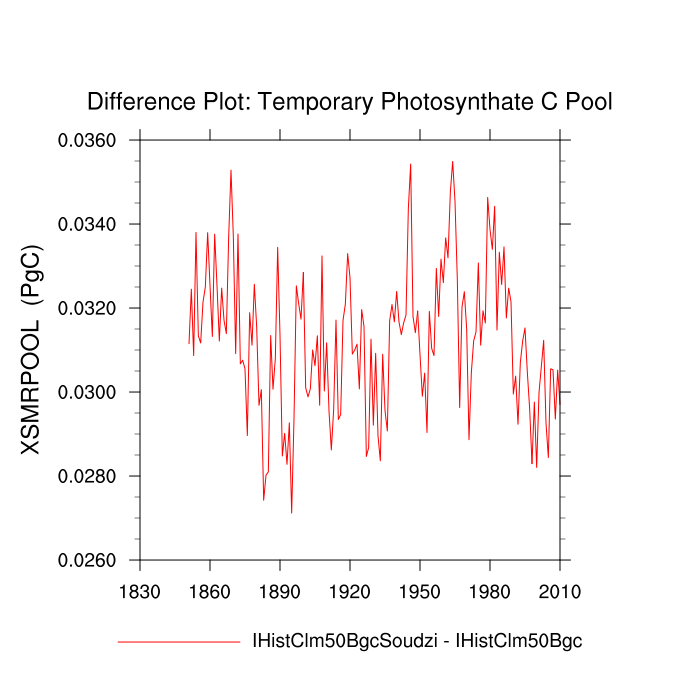 Difference Plot: Temporary Photosynthate C Pool
0.0360
0.0340
0.0320
0.0300
0.0280
0.0260
XSMRPOOL (PgC)
1830 1860 1890 1920 1950 1980 2010
IHistClm50BgcSoudzi - IHistClm50Bgc